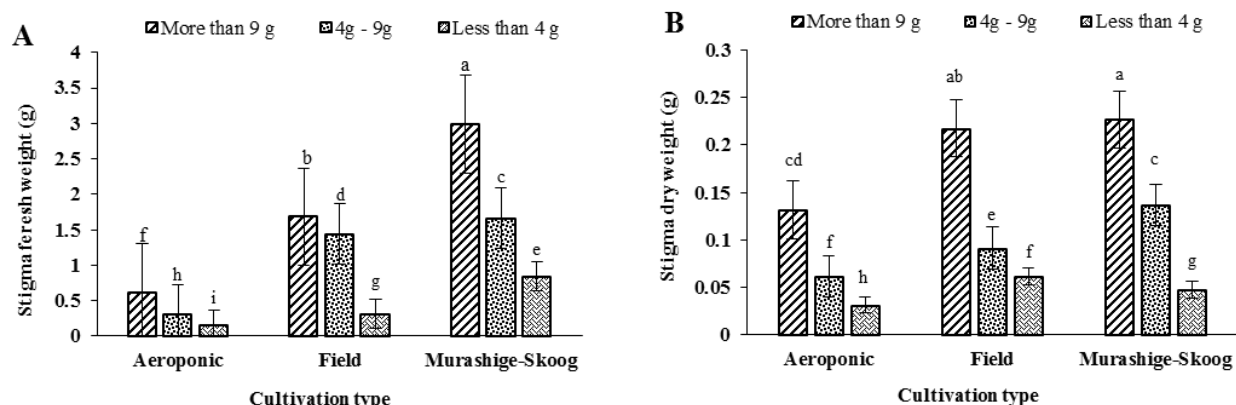 A
More than 9 g 4g - 9g Less than 4 g
Stigma feresh weight (g)
4
3.5
3
2.5
2
1.5
1
0.5
0
f
h
i
b
d
g
a
c
e
Aeroponic Field Murashige-Skoog
Cultivation type
B
More than 9 g 4g - 9g Less than 4 g
Stigma dry weight (g)
0.3
0.25
0.2
0.15
0.1
0.05
0
cd
f
h
ab
e
f
a
c
g
Aeroponic Field Murashige-Skoog
Cultivation type